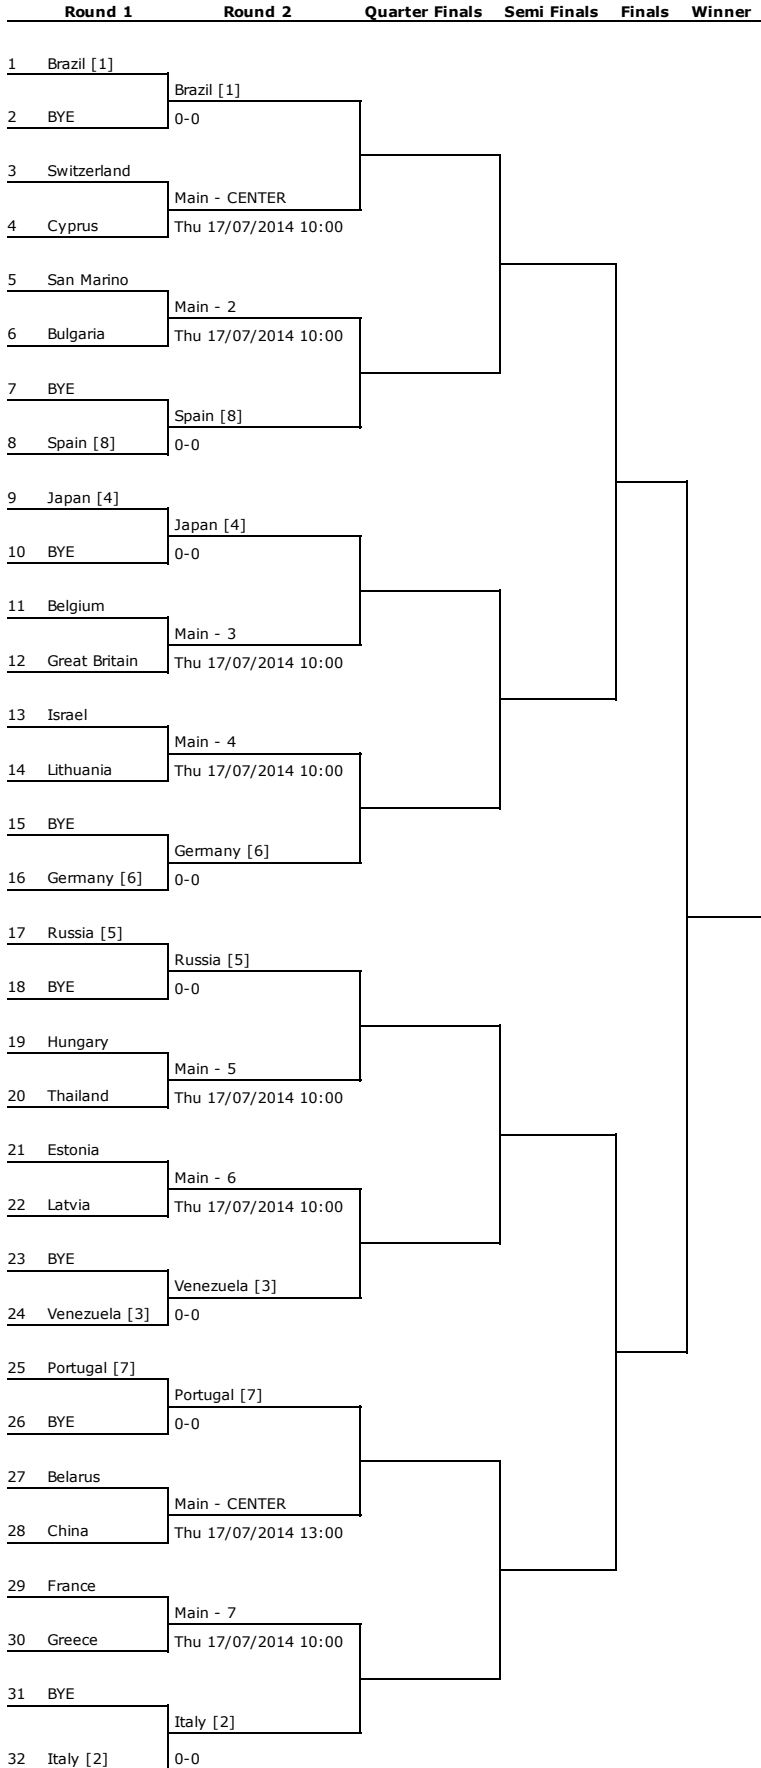 Round 1 Round 2 Quarter Finals Semi Finals Finals Winner
1 Brazil [1]
Brazil [1]
2 BYE 0-0
3 Switzerland
Main - CENTER
4 Cyprus Thu 17/07/2014 10:00
5 San Marino
Main - 2
6 Bulgaria Thu 17/07/2014 10:00
7 BYE
Spain [8]
8 Spain [8] 0-0
9 Japan [4]
Japan [4]
10 BYE 0-0
11 Belgium
Main - 3
12 Great Britain Thu 17/07/2014 10:00
13 Israel
Main - 4
14 Lithuania Thu 17/07/2014 10:00
15 BYE
Germany [6]
16 Germany [6] 0-0
17 Russia [5]
Russia [5]
18 BYE 0-0
19 Hungary
Main - 5
20 Thailand Thu 17/07/2014 10:00
21 Estonia
Main - 6
22 Latvia Thu 17/07/2014 10:00
23 BYE
Venezuela [3]
24 Venezuela [3] 0-0
25 Portugal [7]
Portugal [7]
26 BYE 0-0
27 Belarus
Main - CENTER
28 China Thu 17/07/2014 13:00
29 France
Main - 7
30 Greece Thu 17/07/2014 10:00
31 BYE
Italy [2]
32 Italy [2] 0-0